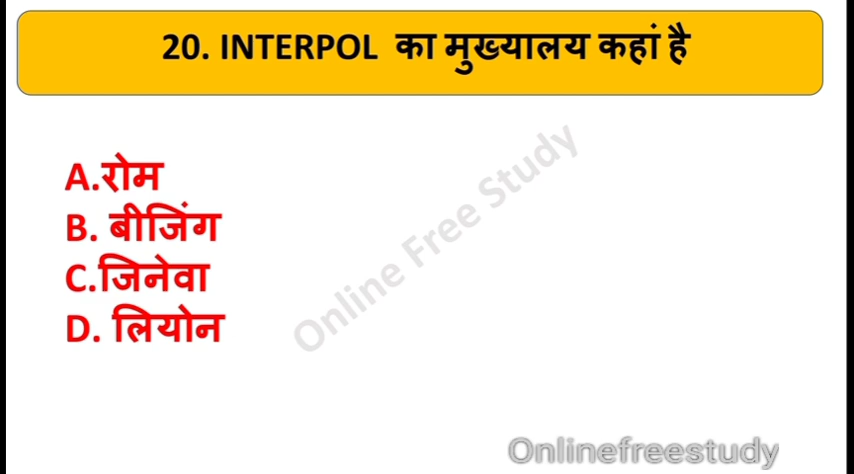 20. INTERPOL का मुख्यालय कहां है
A.रोम
B. बीजिंग
C.जिनेवा
D. लियोन
Online Free Study
Onlinefreestudy